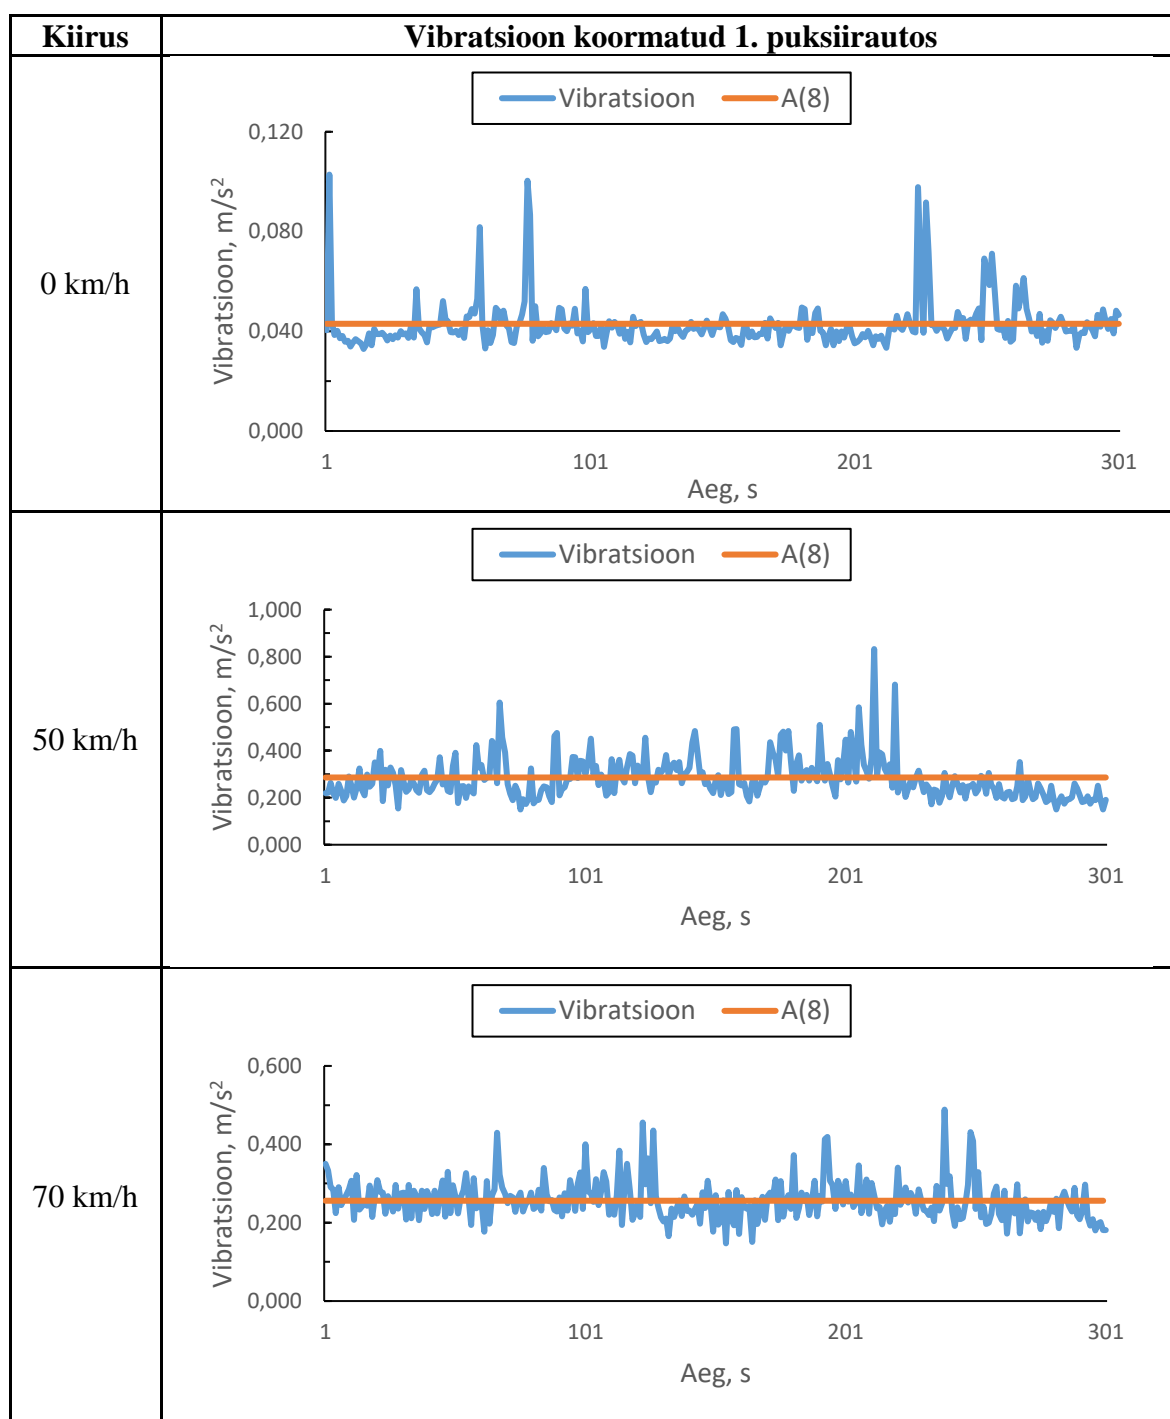 Kiirus Vibratsioon koormatud 1. puksiirautos
0 km/h
Vibratsioon A(8)
Vibratsioon, m/s²
0,120
0,080
0,040
0,000
1 101 201 301
Aeg, s
50 km/h
Vibratsioon A(8)
Vibratsioon, m/s²
1,000
0,800
0,600
0,400
0,200
0,000
1 101 201 301
Aeg, s
70 km/h
Vibratsioon A(8)
Vibratsioon, m/s²
0,600
0,400
0,200
0,000
1 101 201 301
Aeg, s